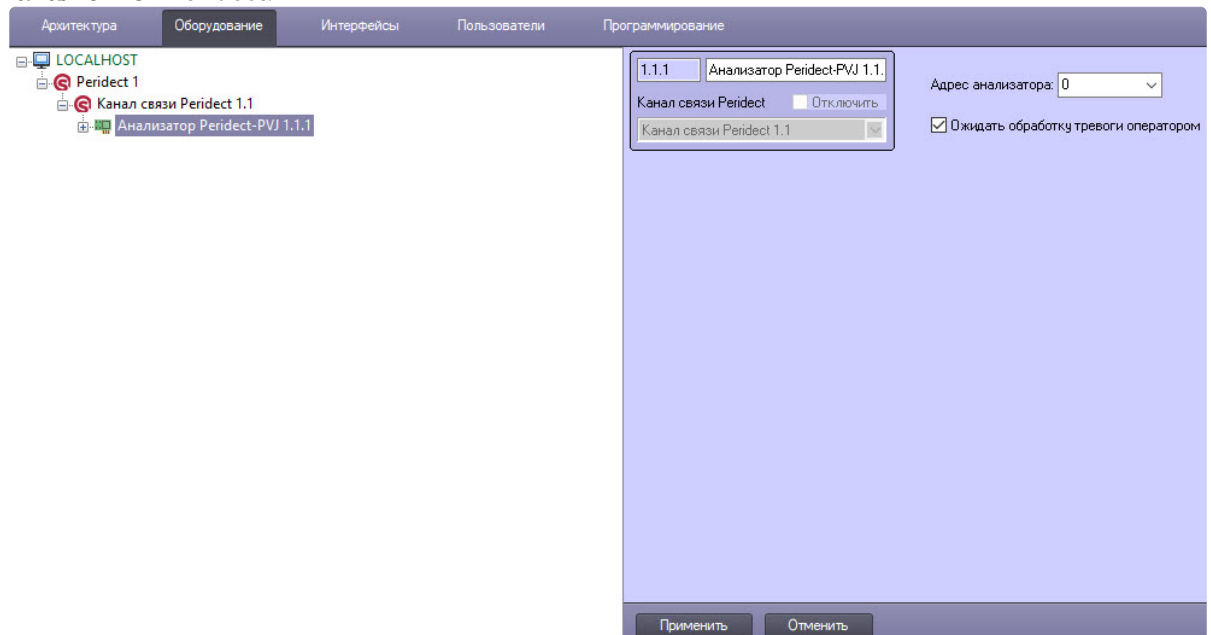 Архитектура Оборудование Интерфейсы Пользователи Программирование
LOCALHOST
Peridect 1
Канал связи Peridect 1.1
Анализатор Peridect-PVJ 1.1.1
1.1.1 Анализатор Peridect-PVJ 1.1.
Канал связи Peridect Отключить
Канал связи Peridect 1.1
Адрес анализатора: 0
Ожидать обработку тревоги оператором
Применить Отменить